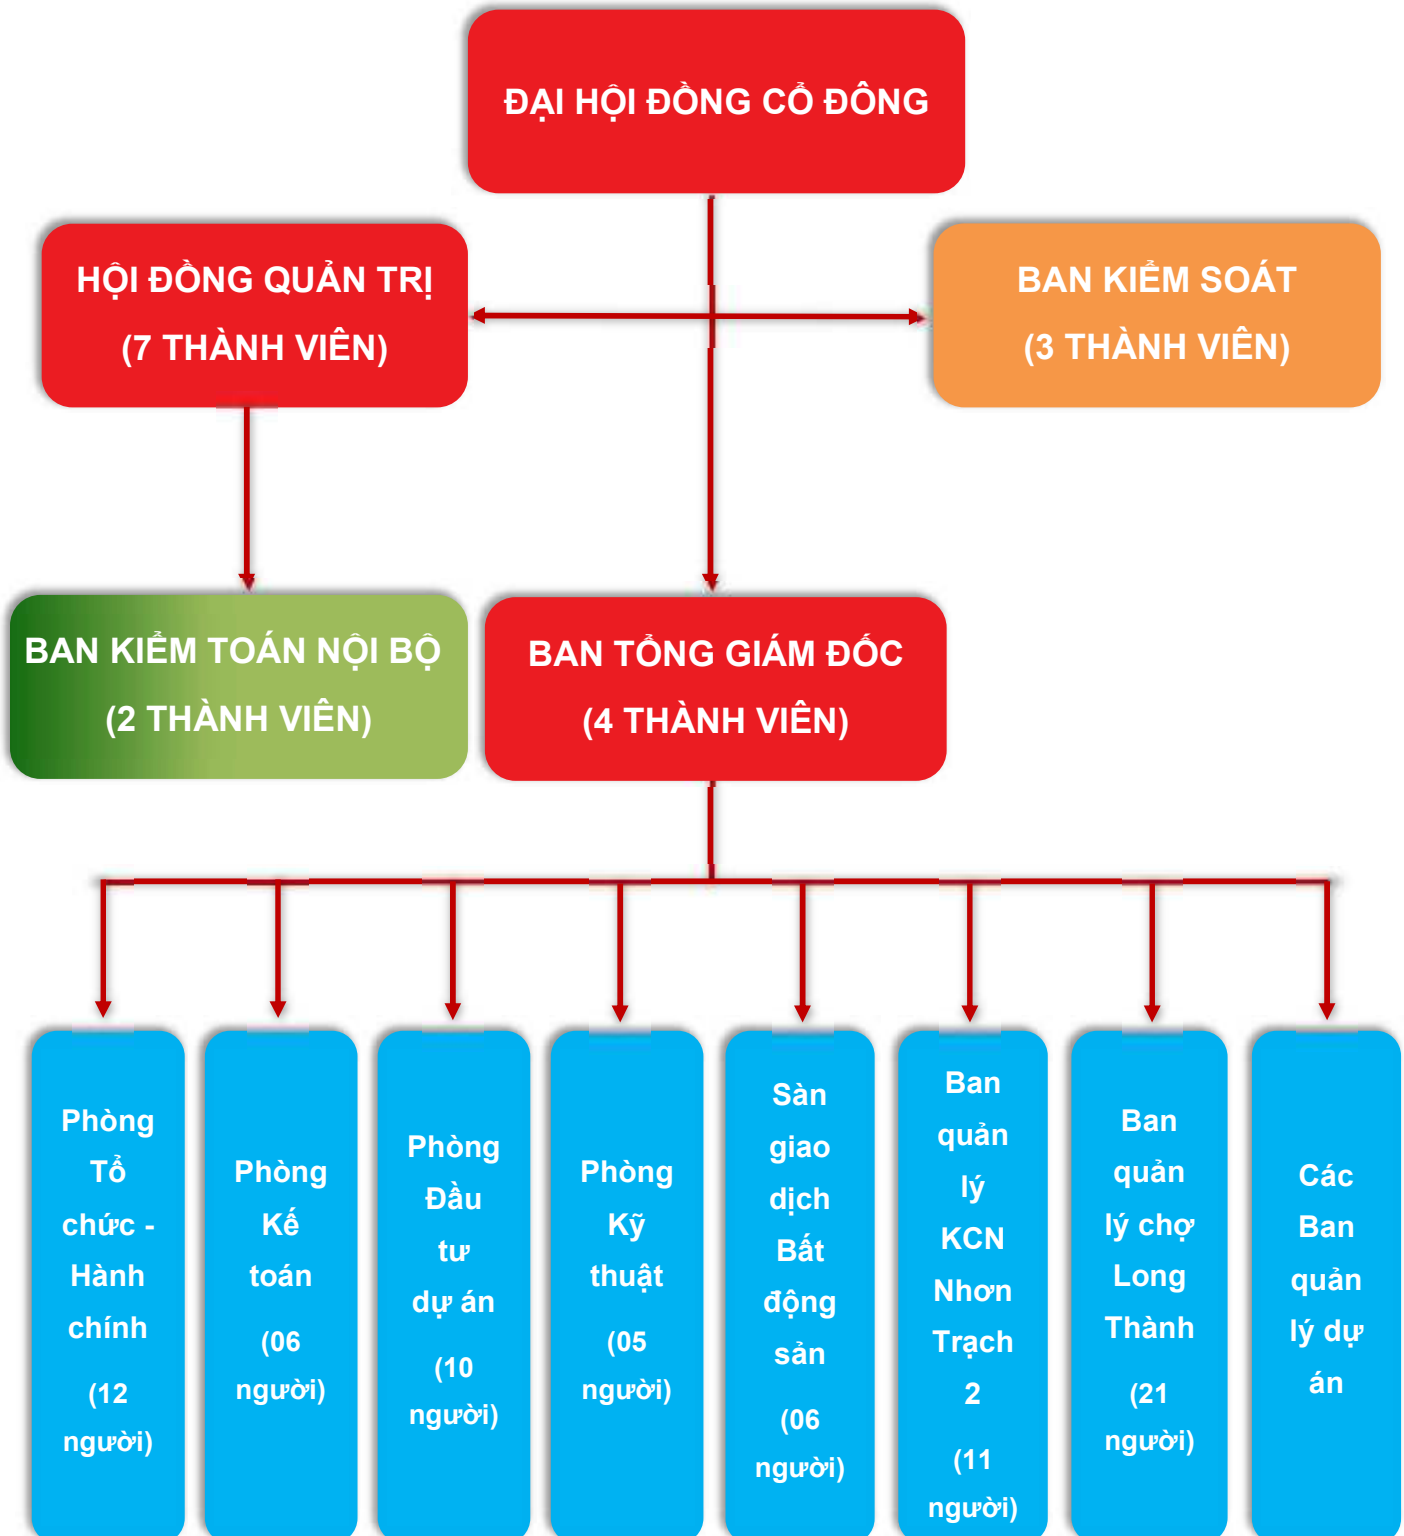 ĐẠI HỘI ĐỒNG CỔ ĐÔNG
HỘI ĐỒNG QUẢN TRỊ
(7 THÀNH VIÊN)
BAN KIỂM SOÁT
(3 THÀNH VIÊN)
BAN KIỂM TOÁN NỘI BỘ
(2 THÀNH VIÊN)
BAN TỔNG GIÁM ĐỐC
(4 THÀNH VIÊN)
Phòng
Tổ
chức -
Hành
chính
(12
người)
Phòng
Kế
toán
(06
người)
Phòng
Đầu
tư
dự án
(10
người)
Phòng
Kỹ
thuật
(05
người)
Sàn
giao
dịch
Bất
động
sản
(06
người)
Ban
quản
lý
KCN
Nhơn
Trạch
2
(11
người)
Ban
quản
lý chợ
Long
Thành
(21
người)
Các
Ban
quản
lý dự
án